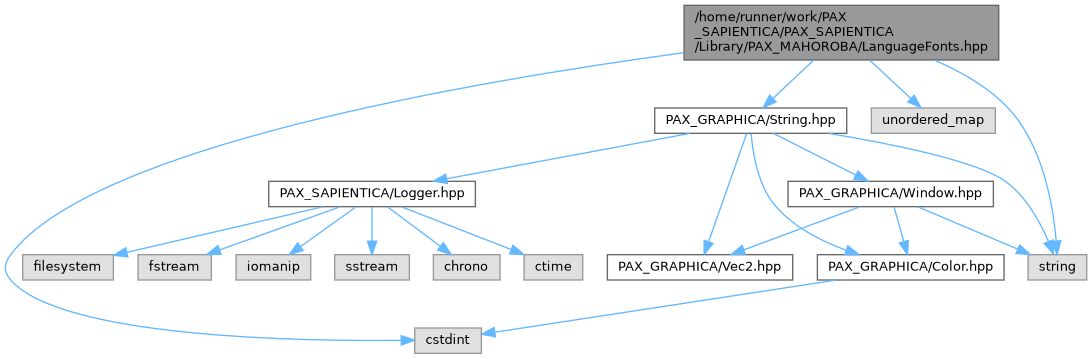 /home/runner/work/PAX
_SAPIENTICA/PAX_SAPIENTICA
/Library/PAX_MAHOROBA/LanguageFonts.hpp
PAX_GRAPHICA/String.hpp
unordered_map
PAX_SAPIENTICA/Logger.hpp
PAX_GRAPHICA/Window.hpp
filesystem
fstream
iomanip
sstream
chrono
ctime
PAX_GRAPHICA/Vec2.hpp
PAX_GRAPHICA/Color.hpp
string
cstdint